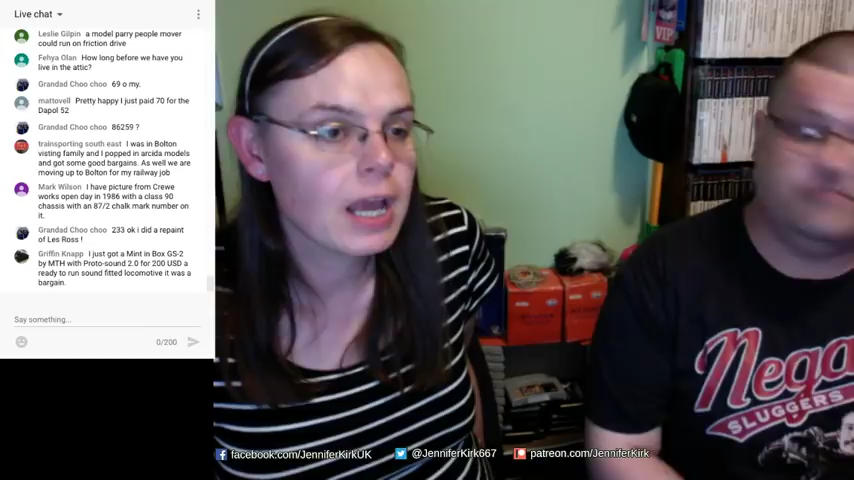 Live chat
Leslie Gilpin a model parry people mover
could run on friction drive
Fehya Olan How long before we have you
live in the attic?
Grandad Choo choo 69 o my.
mattovell Pretty happy I just paid 70 for the
Dapol 52
Grandad Choo choo 86259 ?
trainsporting south east I was in Bolton
visting family and I popped in arcida models
and got some good bargains. As well we are
moving up to Bolton for my railway job
Mark Wilson I have picture from Crewe
works open day in 1986 with a class 90
chassis with an 87/2 chalk mark number on
it.
Grandad Choo choo 233 ok i did a repaint
of Les Ross !
Griffin Knapp I just got a Mint in Box GS-2
by MTH with Proto-sound 2.0 for 200 USD a
ready to run sound fitted locomotive it was a
bargain.
Say something...
0/200
VIP
Nega
SLUGGERS
facebook.com/JenniferKirkUK
@JenniferKirk667
patreon.com/JenniferKirk